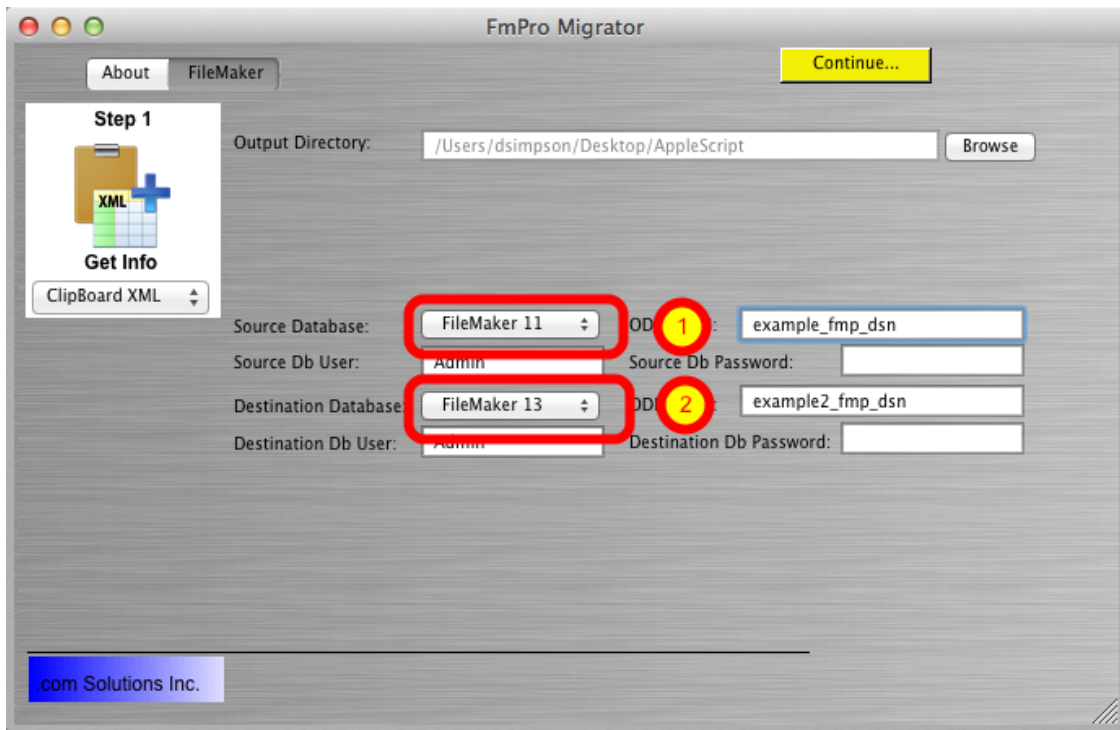 FmPro Migrator
About FileMaker
Continue...
Step 1
XML
Get Info
ClipBoard XML
Output Directory: /Users/dsimpson/Desktop/AppleScript Browse
Source Database: FileMaker 11 1 : example_fmp_dsn
Source Db User: Admin Source Db Password:
Destination Database: FileMaker 13 2 : example2_fmp_dsn
Destination Db User: Admin Destination Db Password:
.com Solutions Inc.